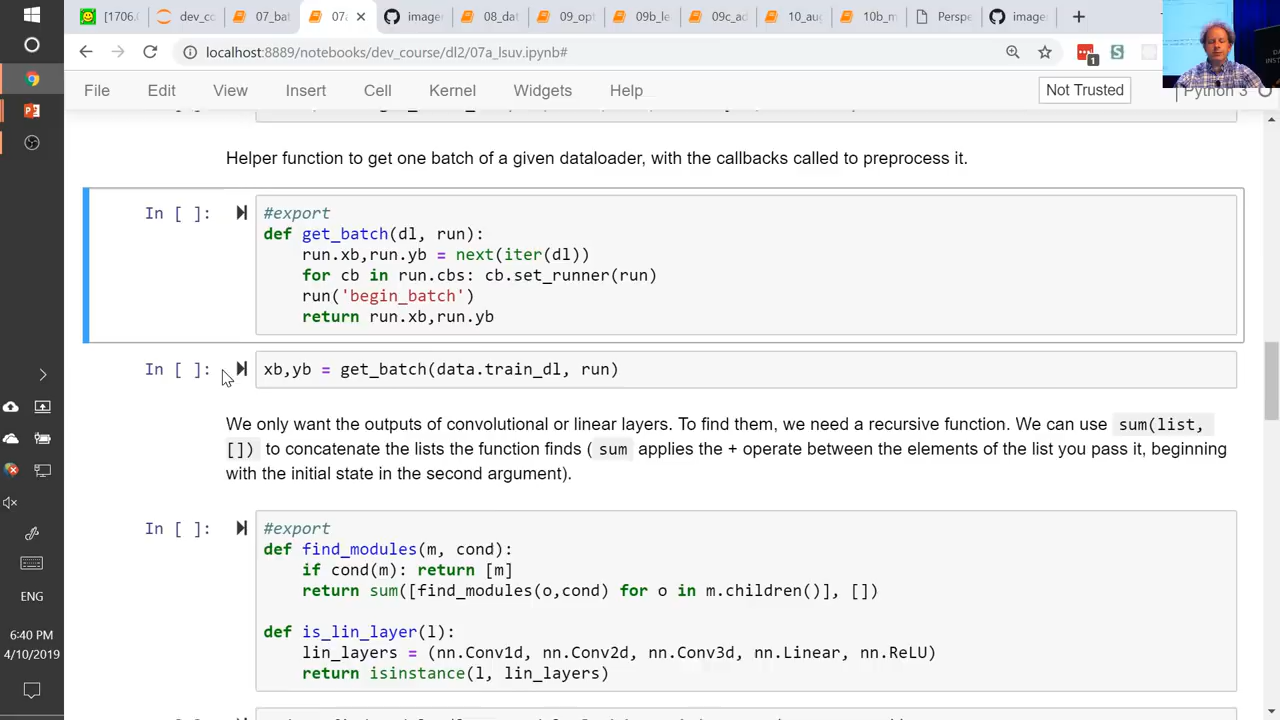 [1706.
dev_co
07_bat
07a
image
08_dat
09_opt
09b_le
09c_ad
10_aug
10b_m
Perspe
image
localhost:8889/notebooks/dev_course/dl2/07a_lsuv.ipynb#
1
S
File Edit View Insert Cell Kernel Widgets Help Not Trusted Python 3
Helper function to get one batch of a given dataloader, with the callbacks called to preprocess it.
In [ ]: #export
def get_batch(dl, run):
    run.xb,run.yb = next(iter(dl))
    for cb in run.cbs: cb.set_runner(run)
    run('begin_batch')
    return run.xb,run.yb
In [ ]: xb,yb = get_batch(data.train_dl, run)
We only want the outputs of convolutional or linear layers. To find them, we need a recursive function. We can use sum(list,
[]) to concatenate the lists the function finds ( sum applies the + operate between the elements of the list you pass it, beginning
with the initial state in the second argument).
In [ ]: #export
def find_modules(m, cond):
    if cond(m): return [m]
    return sum([find_modules(o,cond) for o in m.children()], [])
def is_lin_layer(l):
    lin_layers = (nn.Conv1d, nn.Conv2d, nn.Conv3d, nn.Linear, nn.ReLU)
    return isinstance(l, lin_layers)
ENG
6:40 PM
4/10/2019